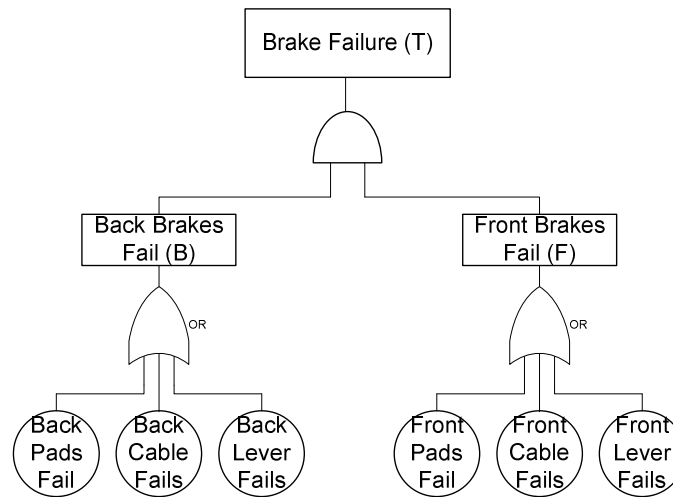 Brake Failure (T)
Back Brakes
Fail (B)
Front Brakes
Fail (F)
OR
OR
Back
Pads
Fail
Back
Cable
Fails
Back
Lever
Fails
Front
Pads
Fail
Front
Cable
Fails
Front
Lever
Fails